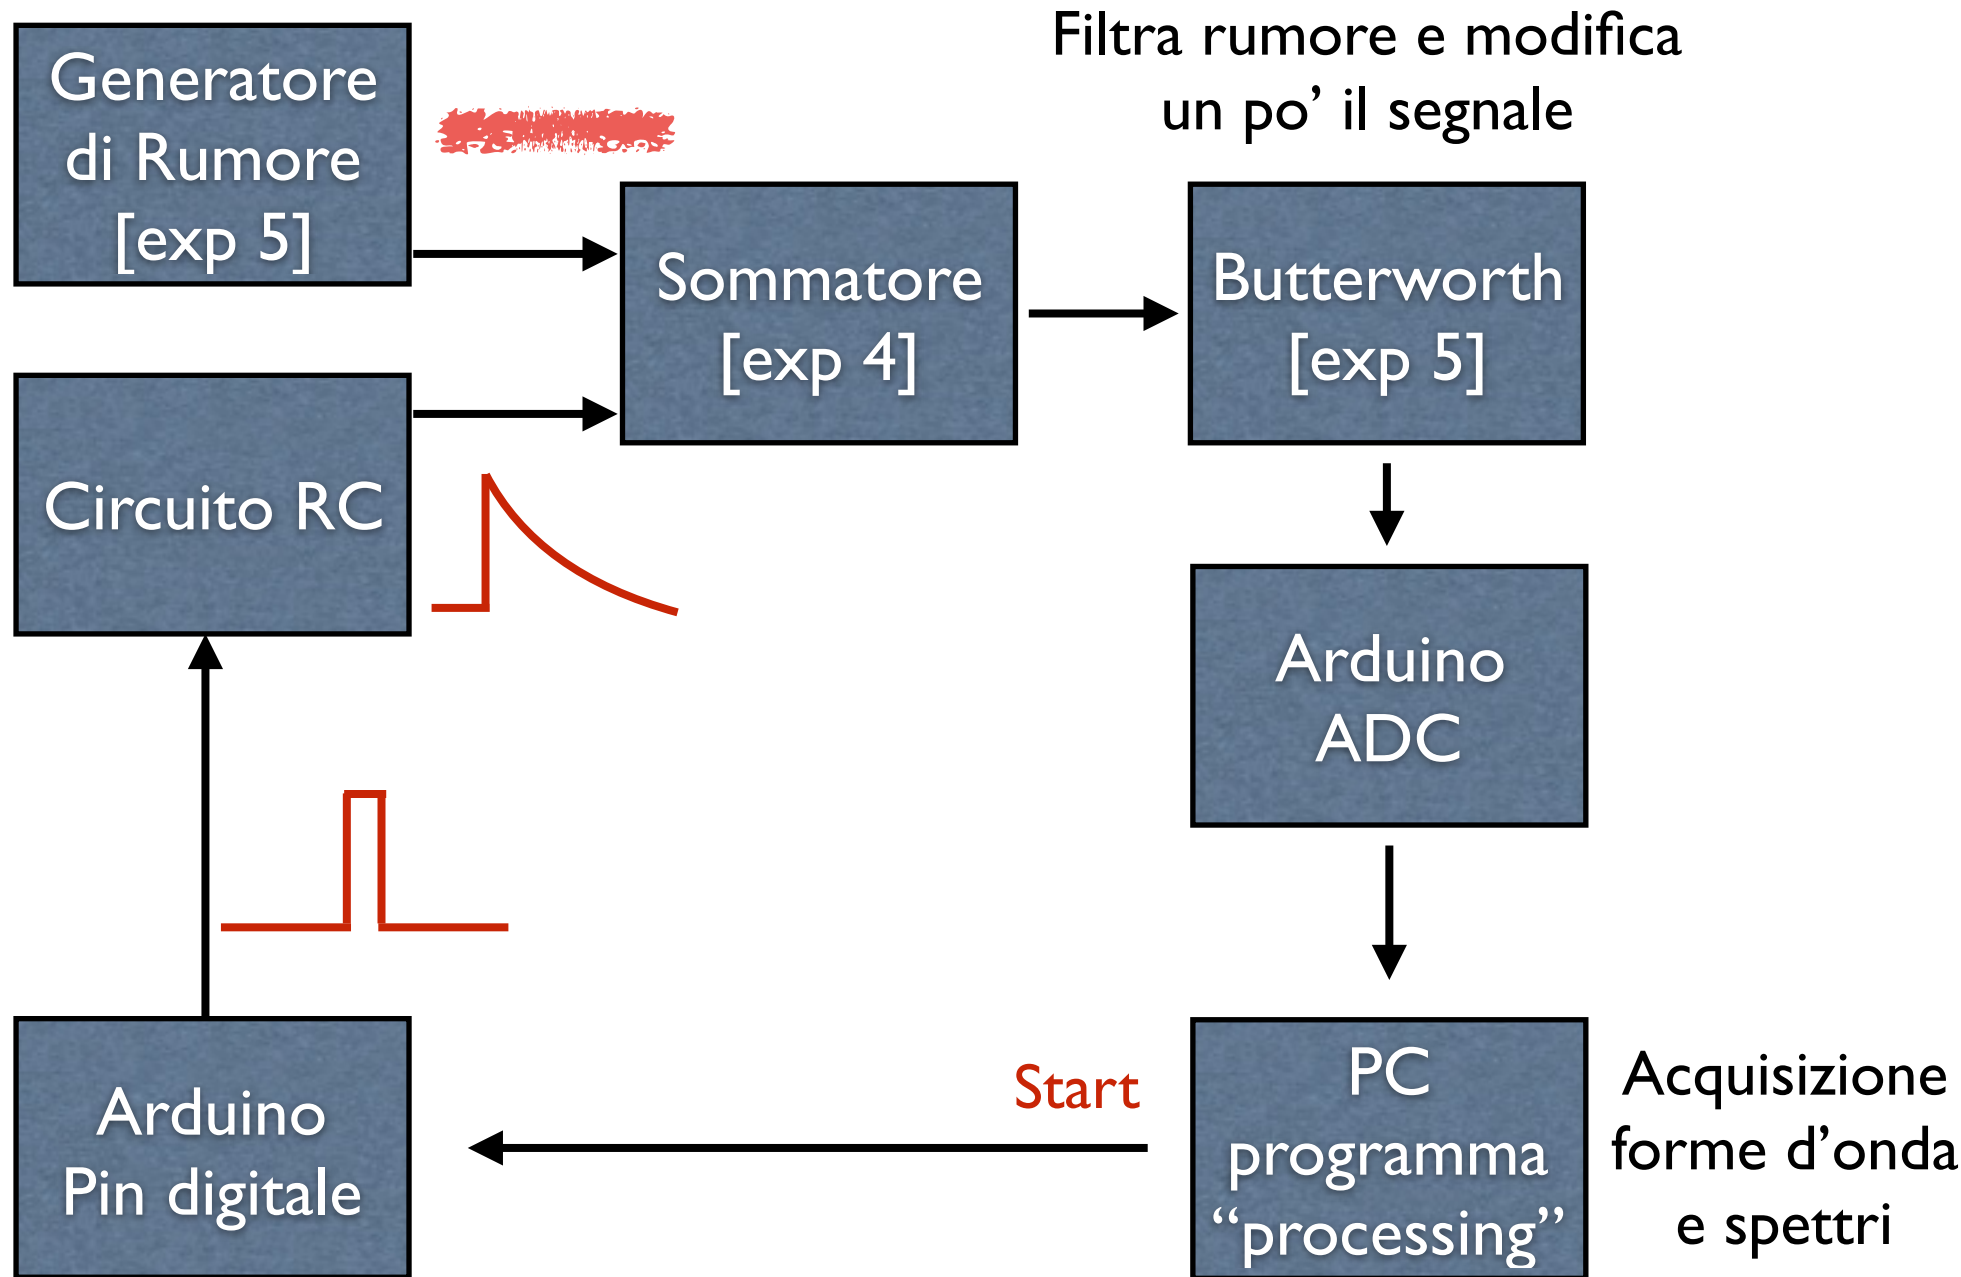 Generatore
di Rumore
[exp 5]
Filtra rumore e modifica
un po’ il segnale
Sommatore
[exp 4]
Butterworth
[exp 5]
Circuito RC
Arduino
ADC
Arduino
Pin digitale
Start
PC
programma
“processing”
Acquisizione
forme d’onda
e spettri